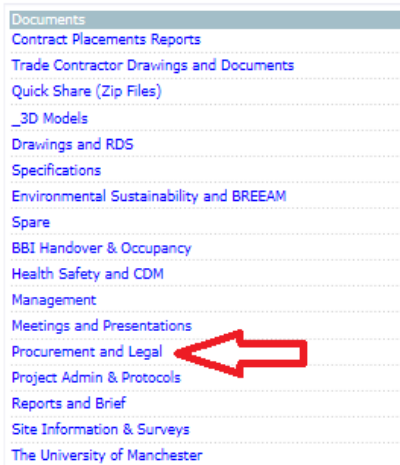 Documents
Contract Placements Reports
Trade Contractor Drawings and Documents
Quick Share (Zip Files)
_3D Models
Drawings and RDS
Specifications
Environmental Sustainability and BREEAM
Spare
BBI Handover & Occupancy
Health Safety and CDM
Management
Meetings and Presentations
Procurement and Legal
Project Admin & Protocols
Reports and Brief
Site Information & Surveys
The University of Manchester